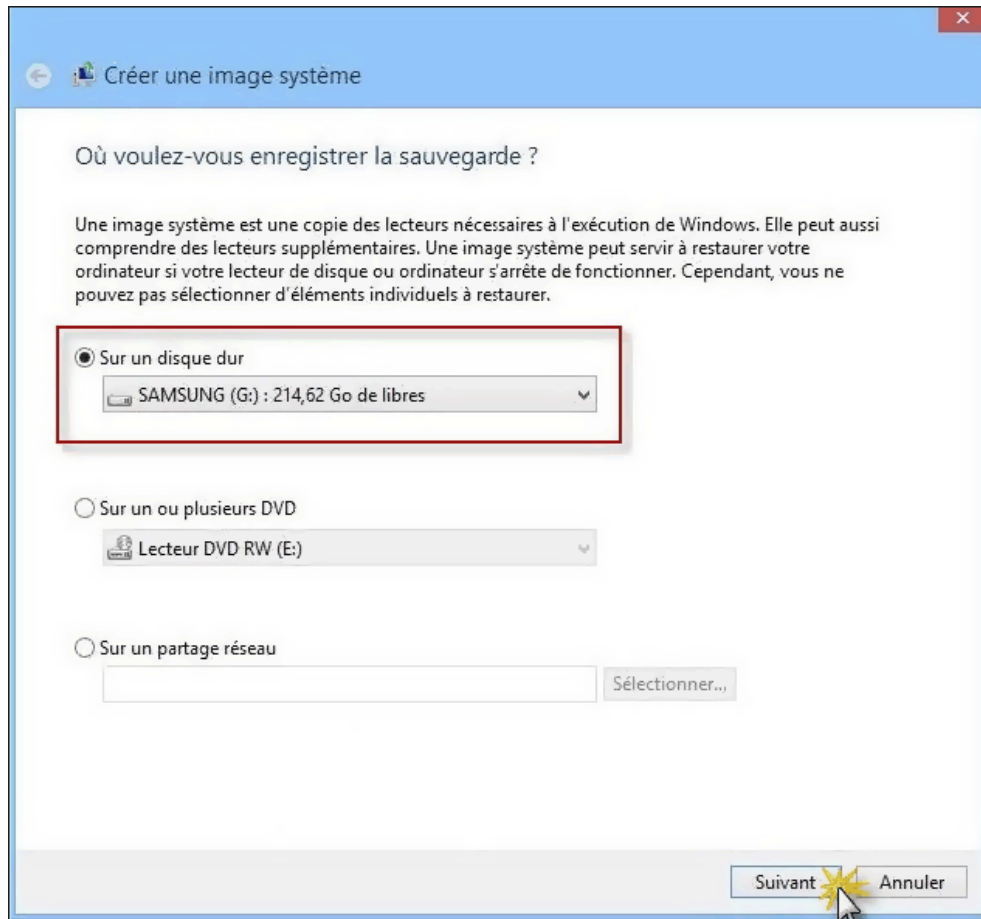 Créer une image système
Où voulez-vous enregistrer la sauvegarde ?
Une image système est une copie des lecteurs nécessaires à l'exécution de Windows. Elle peut aussi
comprendre des lecteurs supplémentaires. Une image système peut servir à restaurer votre
ordinateur si votre lecteur de disque ou ordinateur s'arrête de fonctionner. Cependant, vous ne
pouvez pas sélectionner d'éléments individuels à restaurer.
Sur un disque dur
SAMSUNG (G:) : 214,62 Go de libres
Sur un ou plusieurs DVD
Lecteur DVD RW (E:)
Sur un partage réseau
Sélectionner...
Suivant
Annuler